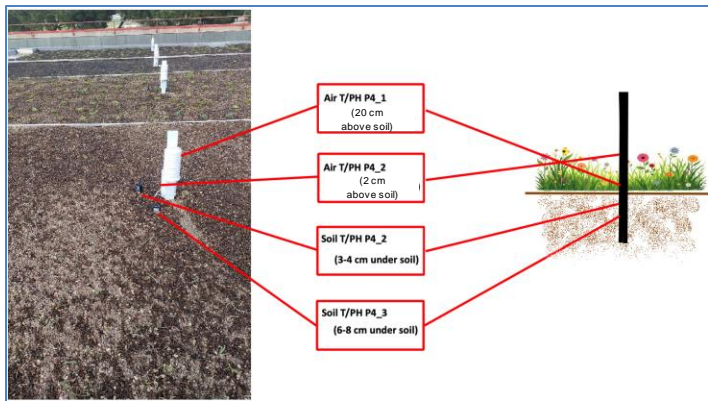 Air T/PH P4_1
(20 cm
above soil)
Air T/PH P4_2
(2 cm
above soil)
Soil T/PH P4_2
(3-4 cm under soil)
Soil T/PH P4_3
(6-8 cm under soil)